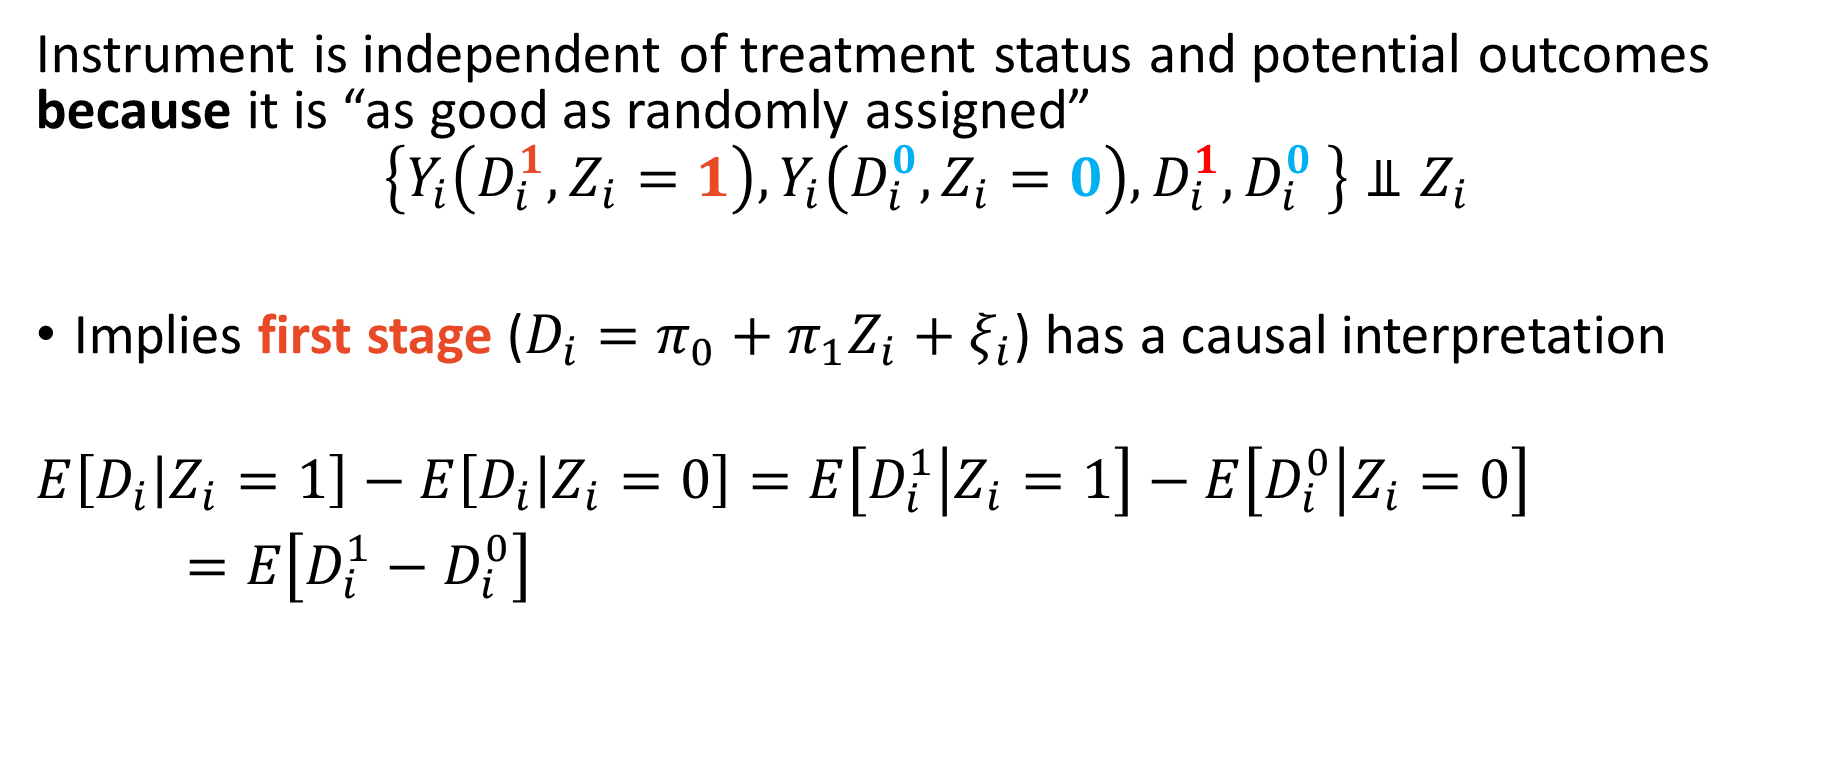 Instrument is independent of treatment status and potential outcomes
because it is “as good as randomly assigned”
{Y_i(D_i^1, Z_i = 1), Y_i(D_i^0, Z_i = 0), D_i^1, D_i^0 } ⫫ Z_i
• Implies first stage (D_i = π_0 + π_1 Z_i + ξ_i) has a causal interpretation
E[D_i|Z_i = 1] − E[D_i|Z_i = 0] = E[D_i^1|Z_i = 1] − E[D_i^0|Z_i = 0]
= E[D_i^1 − D_i^0]